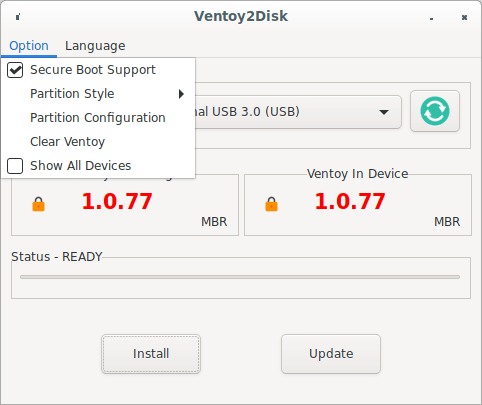 Ventoy2Disk
Option Language
Secure Boot Support
Partition Style
Partition Configuration
Clear Ventoy
Show All Devices
USB 3.0 (USB)
Ventoy In Device
1.0.77
MBR
1.0.77
MBR
Status - READY
Install
Update